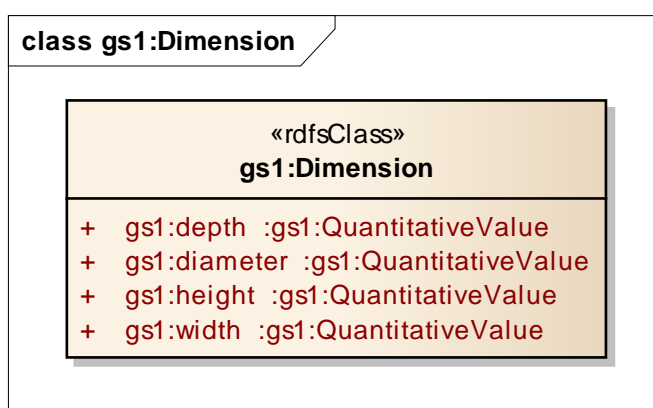 class gs1:Dimension
«rdfsClass»
gs1:Dimension
+ gs1:depth :gs1:QuantitativeValue
+ gs1:diameter :gs1:QuantitativeValue
+ gs1:height :gs1:QuantitativeValue
+ gs1:width :gs1:QuantitativeValue